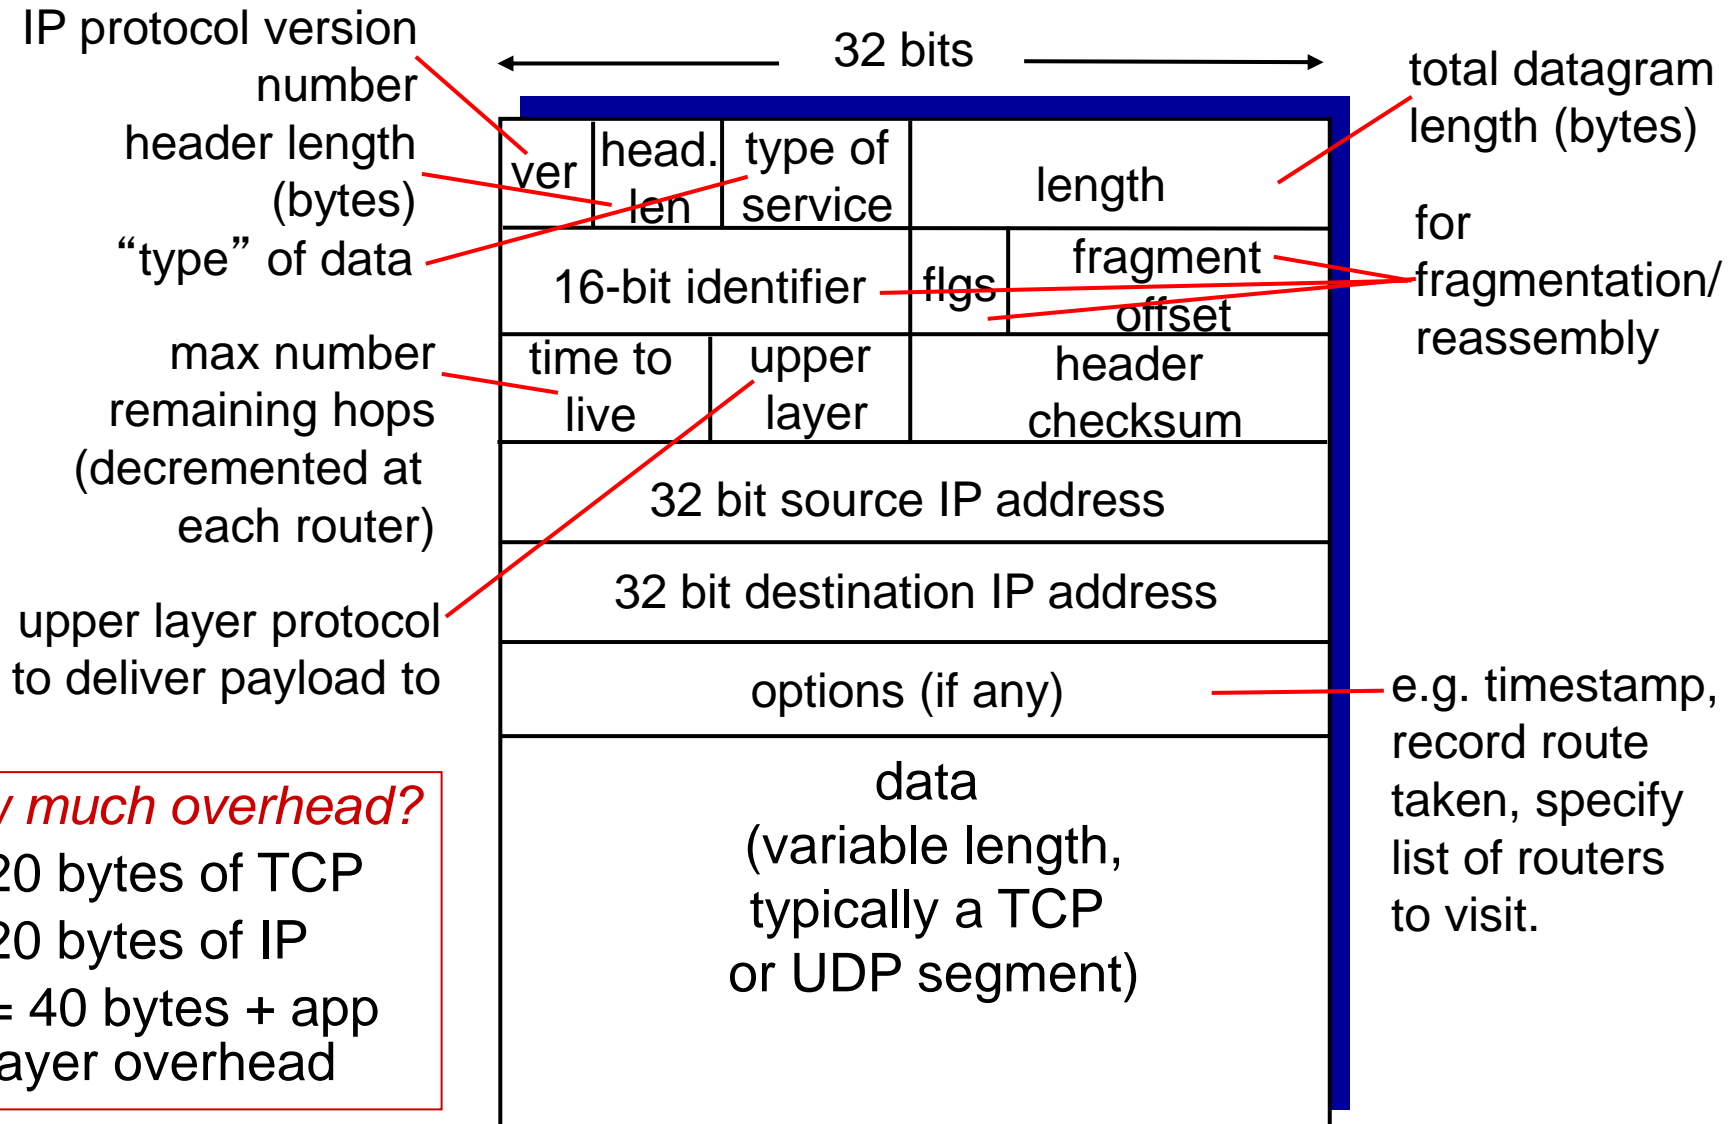 IP protocol version
number
header length
(bytes)
“type” of data
max number
remaining hops
(decremented at
each router)
upper layer protocol
to deliver payload to
32 bits
ver
head.
len
type of
service
length
16-bit identifier
flgs
fragment
offset
time to
live
upper
layer
header
checksum
32 bit source IP address
32 bit destination IP address
options (if any)
data
(variable length,
typically a TCP
or UDP segment)
total datagram
length (bytes)
for
fragmentation/
reassembly
e.g. timestamp,
record route
taken, specify
list of routers
to visit.
much overhead?
20 bytes of TCP
20 bytes of IP
= 40 bytes + app
ayer overhead